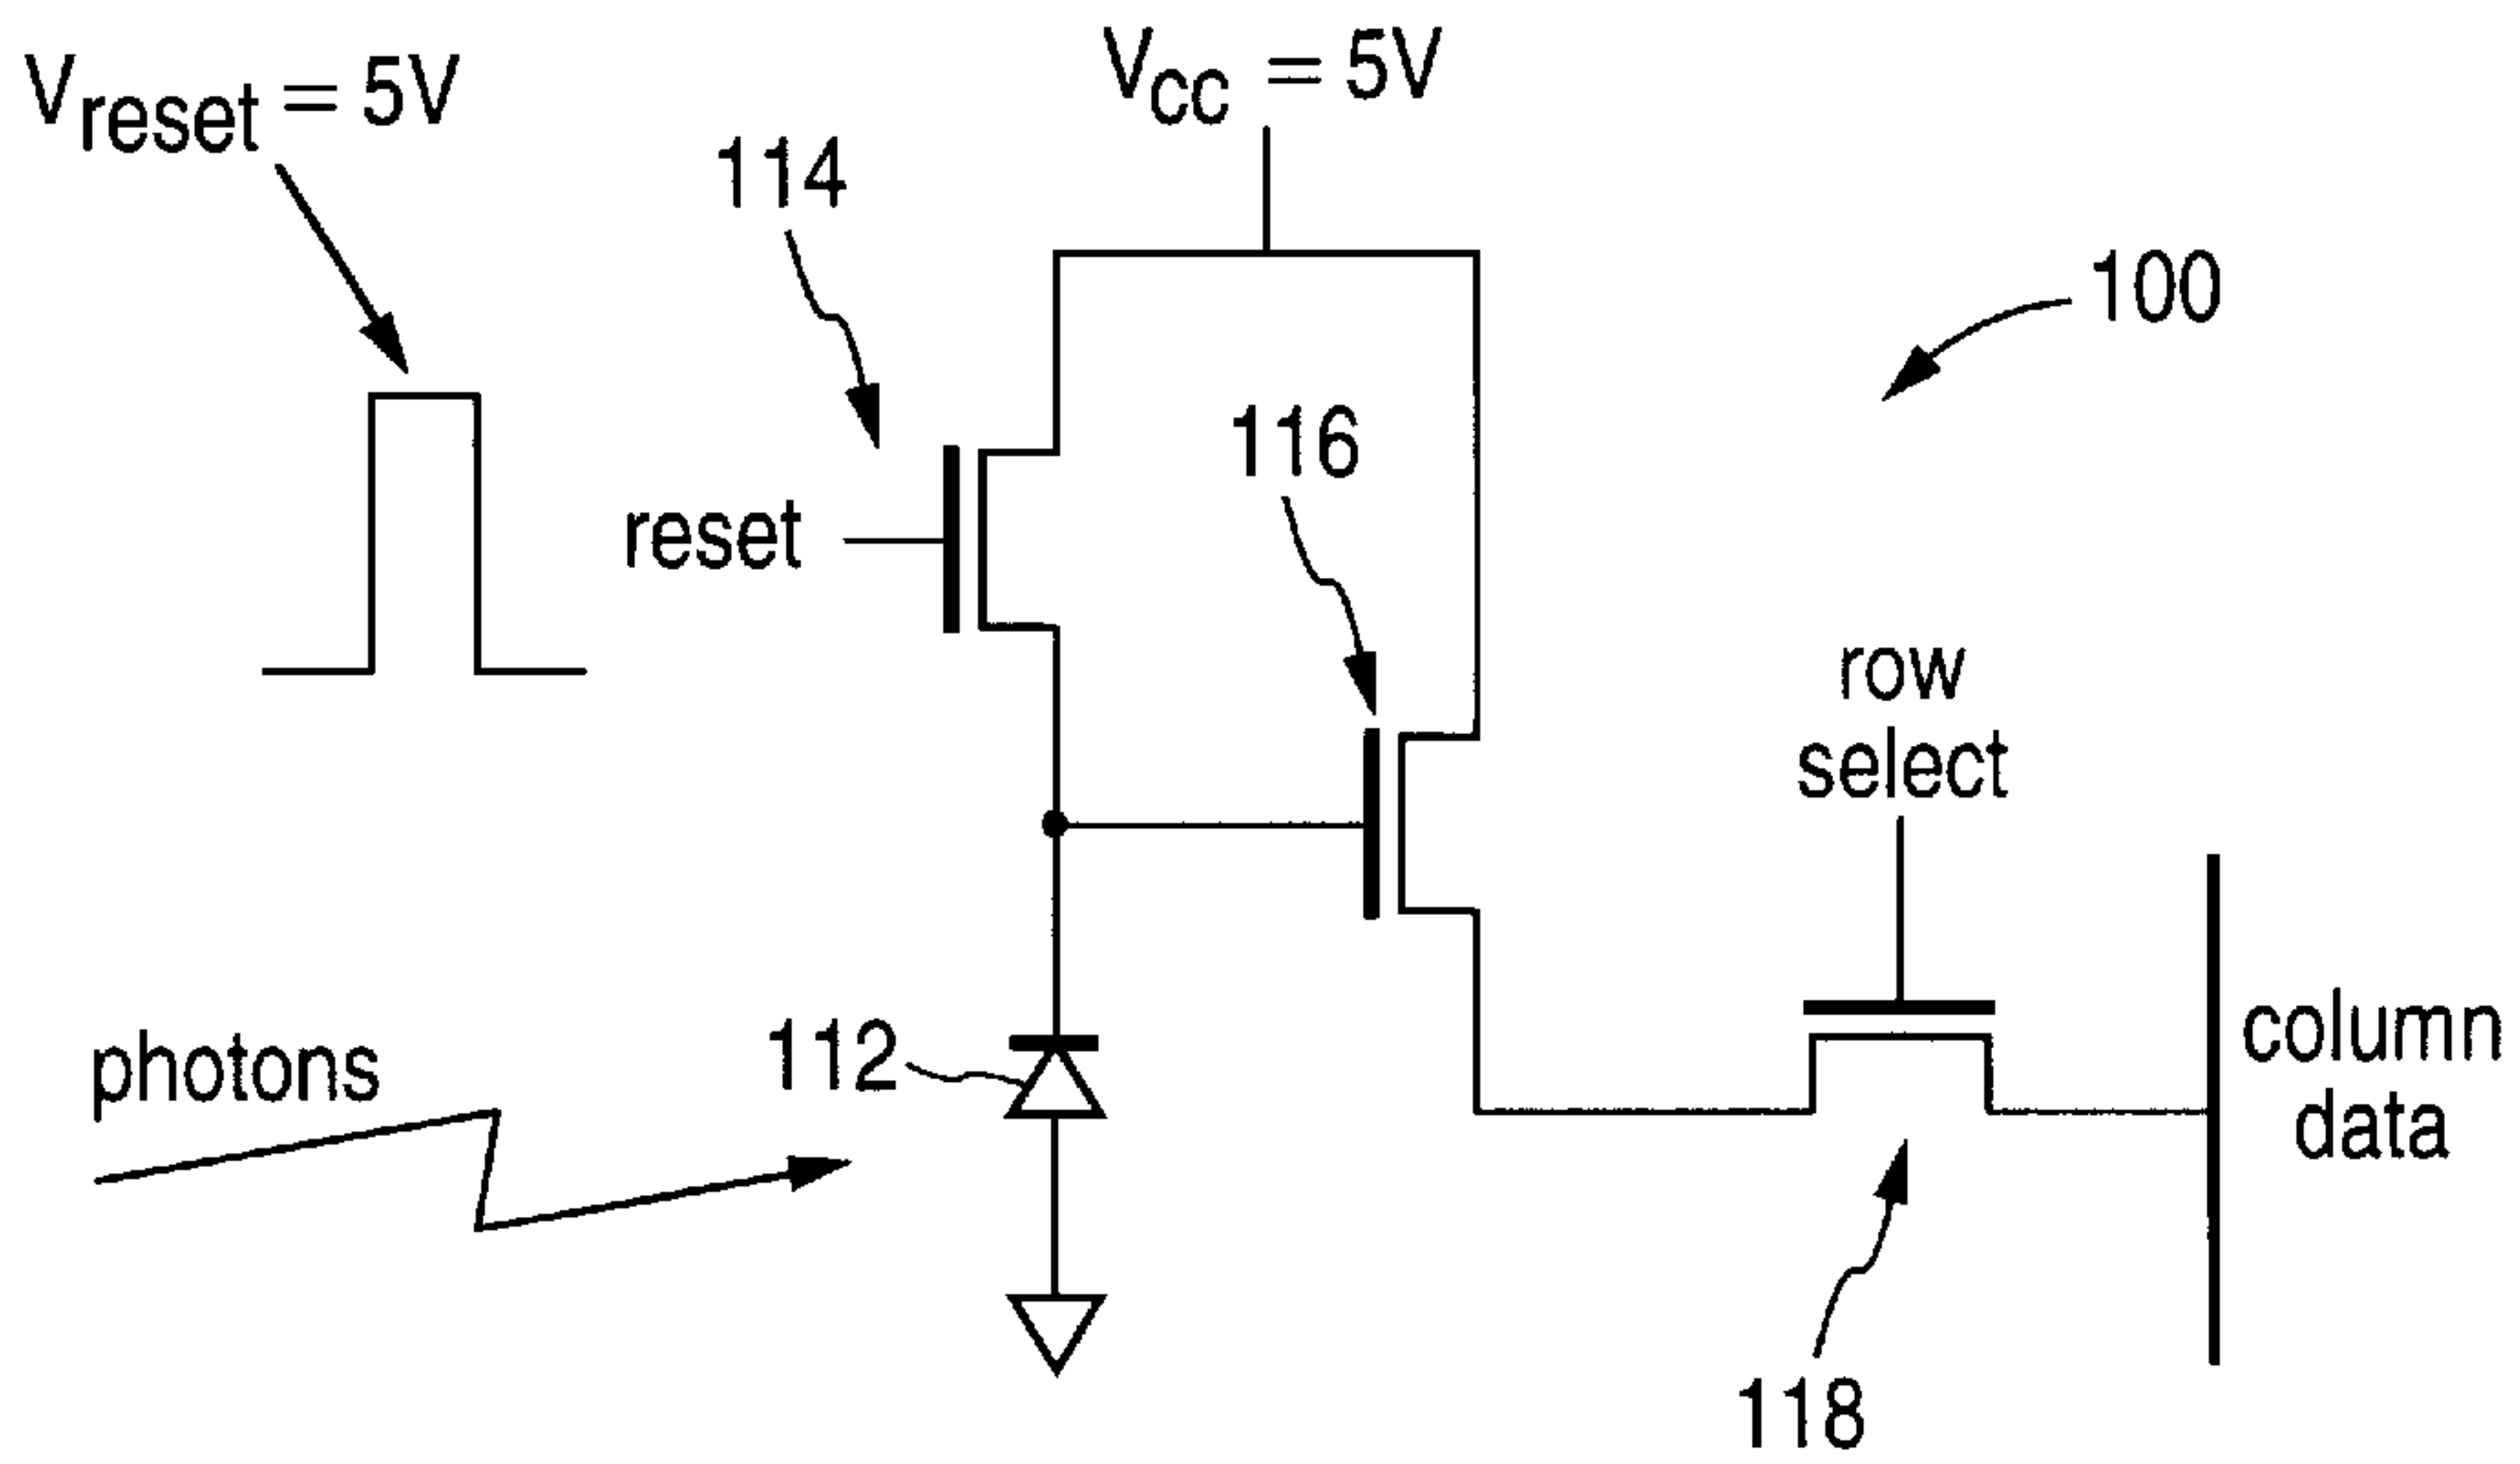 Vreset = 5V
Vcc = 5V
114
100
116
reset
row
select
column
data
photons
112
118